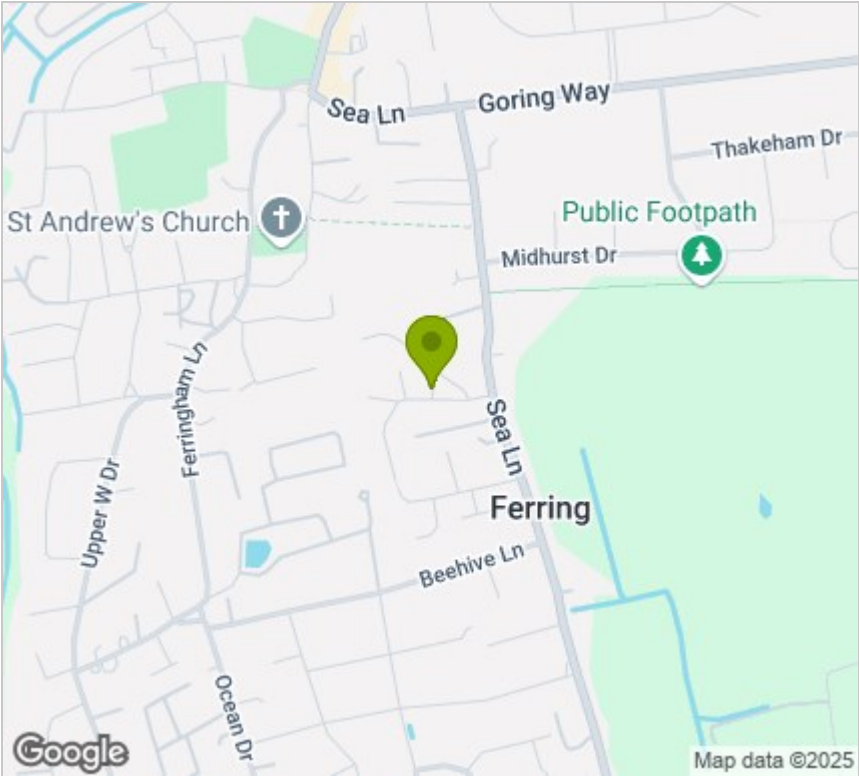 Sea Ln
Goring Way
Thakeham Dr
St Andrew's Church
Public Footpath
Midhurst Dr
Ferringham Ln
Sea Ln
Upper W Dr
Ferring
Beehive Ln
Ocean Dr
Google
Map data ©2025